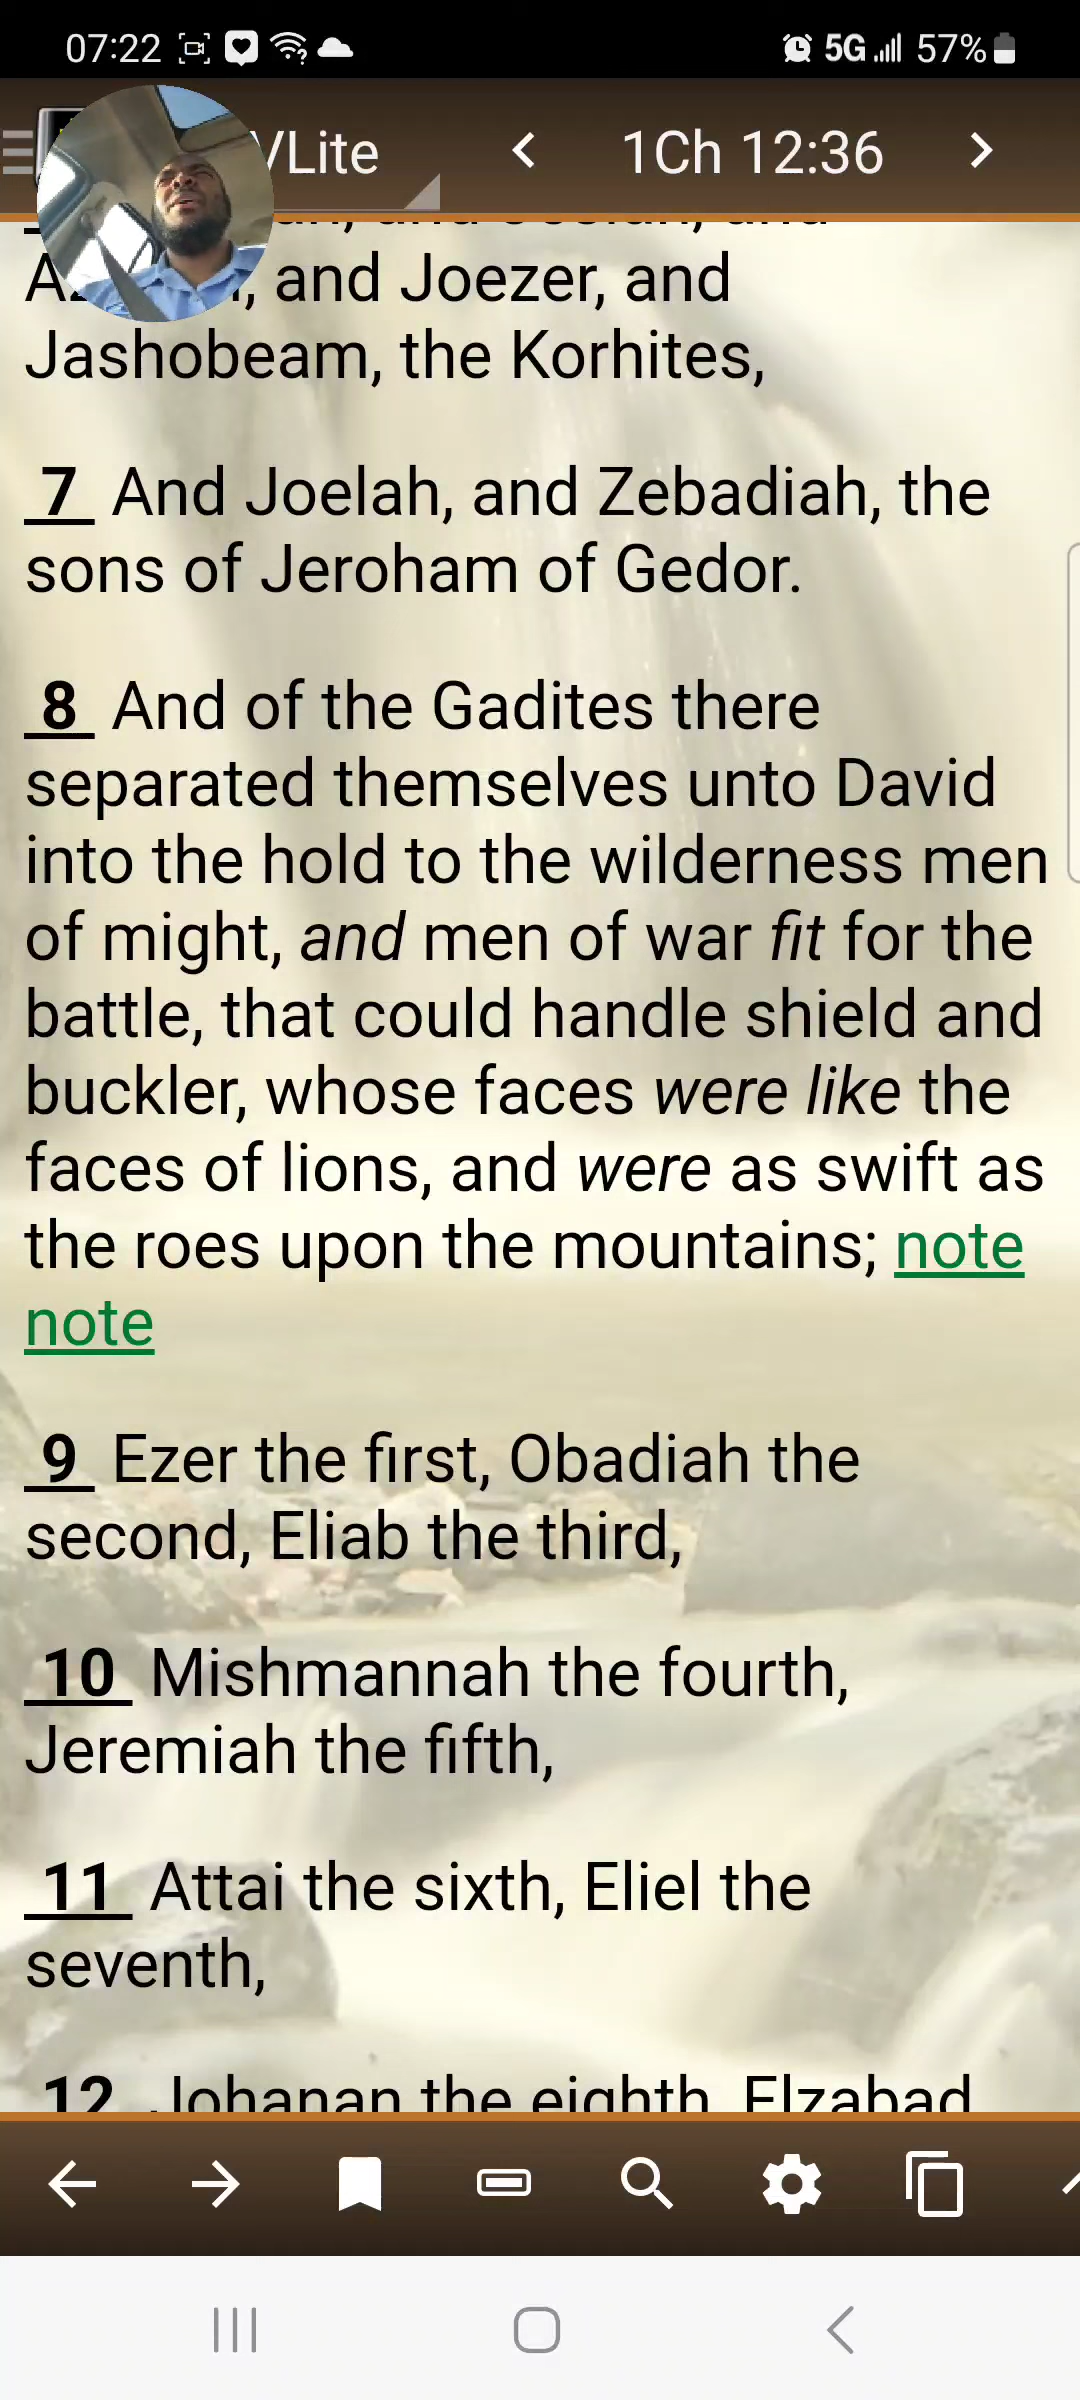 07:22 5G 57%
VLite 1Ch 12:36
and Joezer, and
Jashobeam, the Korhites,
7 And Joelah, and Zebadiah, the
sons of Jeroham of Gedor.
8 And of the Gadites there
separated themselves unto David
into the hold to the wilderness men
of might, and men of war fit for the
battle, that could handle shield and
buckler, whose faces were like the
faces of lions, and were as swift as
the roes upon the mountains; note
note
9 Ezer the first, Obadiah the
second, Eliab the third,
10 Mishmannah the fourth,
Jeremiah the fifth,
11 Attai the sixth, Eliel the
seventh,
12 Johanan the eighth, Elzabad